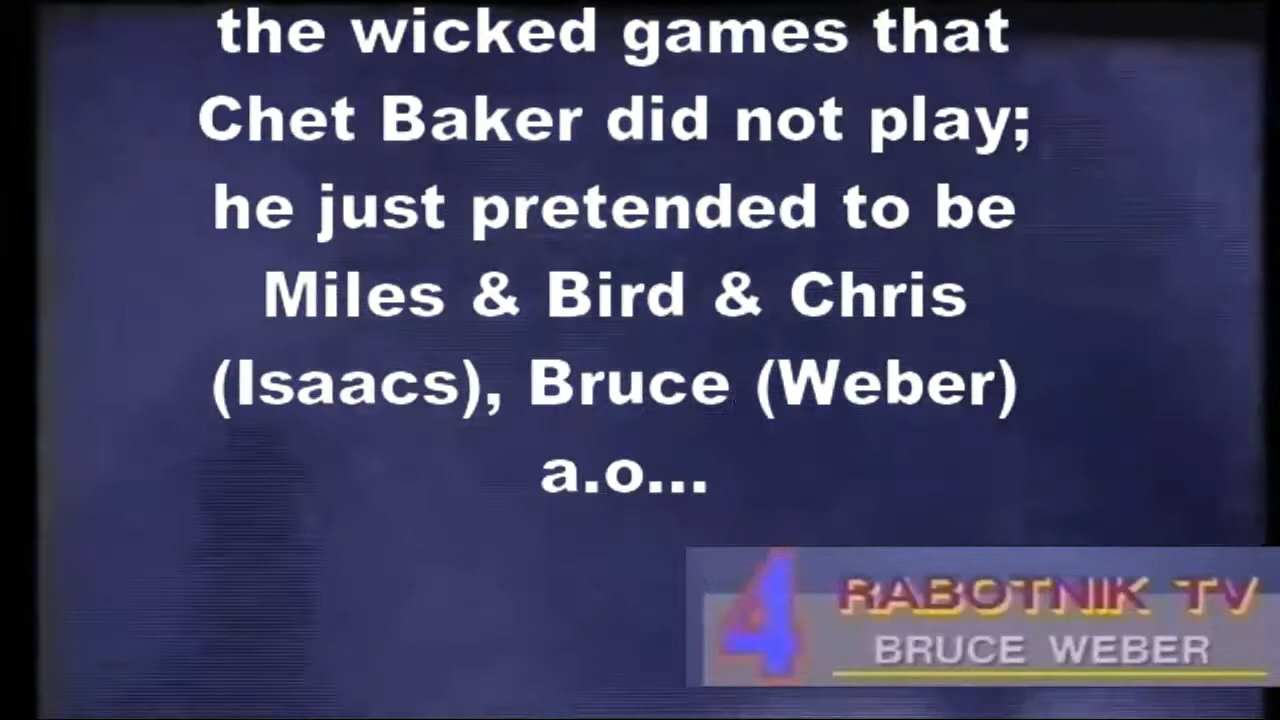 the wicked games that
Chet Baker did not play;
he just pretended to be
Miles & Bird & Chris
(Isaacs), Bruce (Weber)
a.o...
4 RABOTNIK TV
BRUCE WEBER